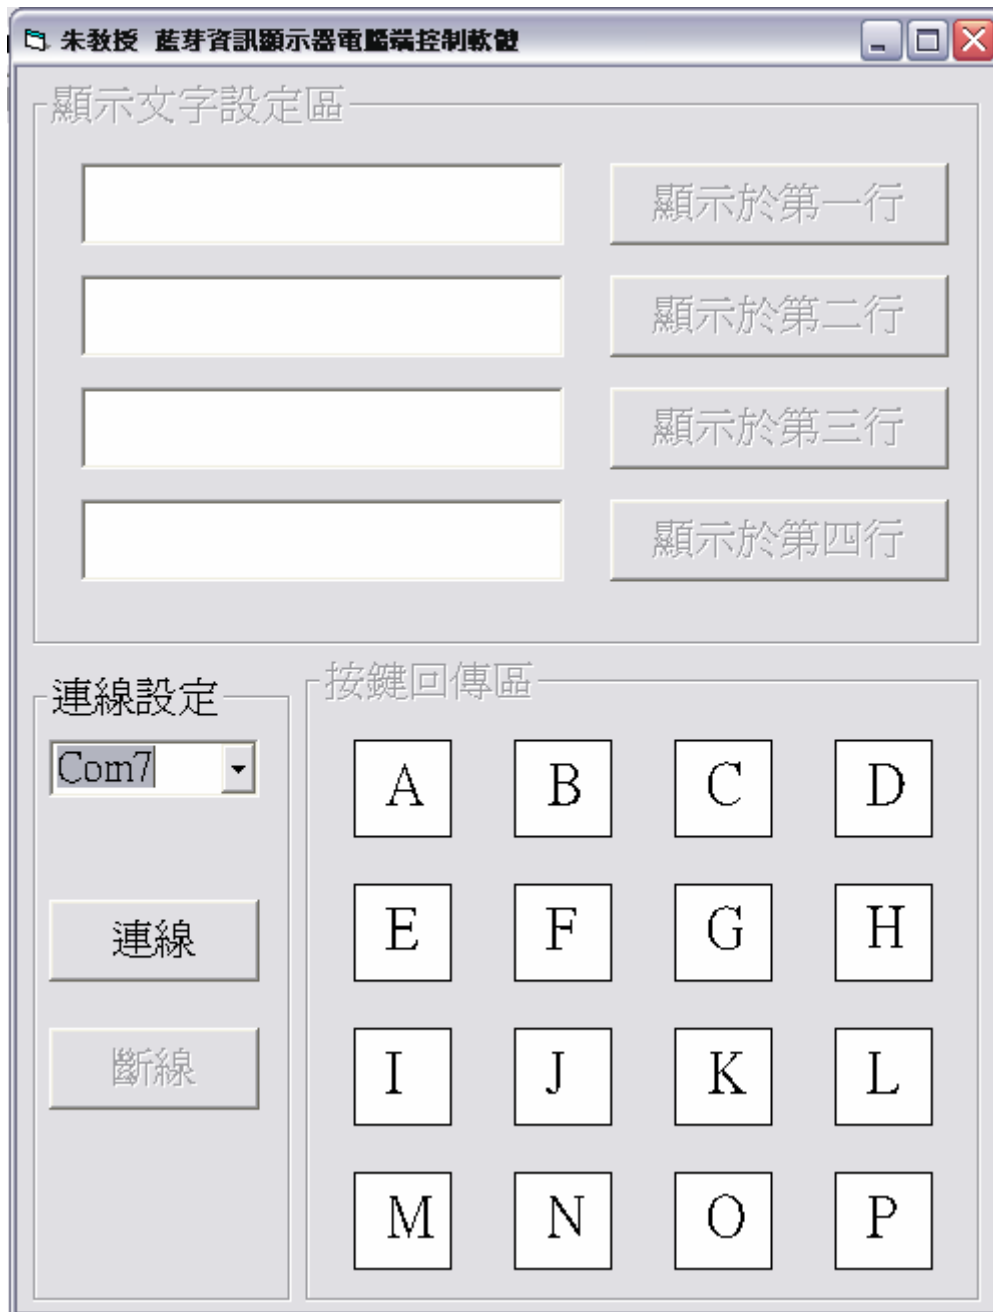 朱教授 藍芽資訊顯示器電腦端控制軟體
顯示文字設定區
顯示於第一行
顯示於第二行
顯示於第三行
顯示於第四行
連線設定
Com7
連線
斷線
按鍵回傳區
A B C D
E F G H
I J K L
M N O P